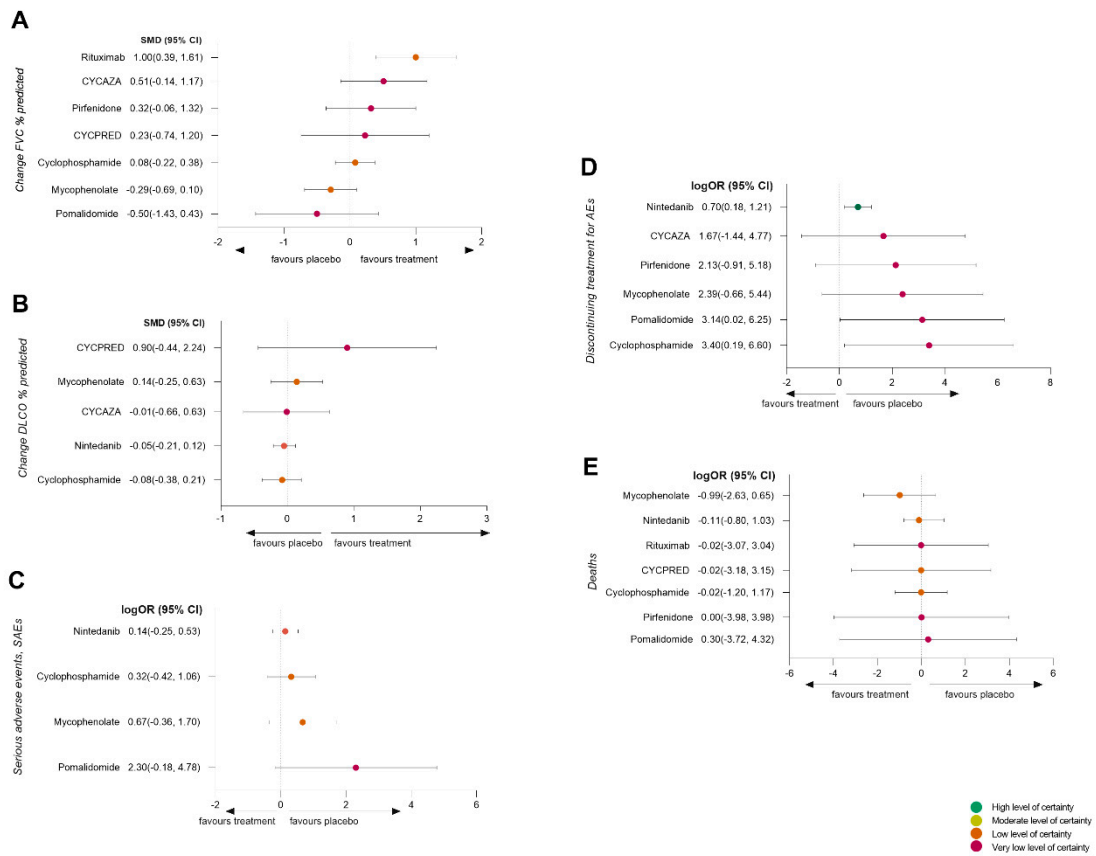 A
SMD (95% CI)
Change FVC % predicted
Rituximab 1.00(0.39, 1.61)
CYCAZA 0.51(-0.14, 1.17)
Pirfenidone 0.32(-0.06, 1.32)
CYCPRED 0.23(-0.74, 1.20)
Cyclophosphamide 0.08(-0.22, 0.38)
Mycophenolate -0.29(-0.69, 0.10)
Pomalidomide -0.50(-1.43, 0.43)
-2 -1 0 1 2
favours placebo favours treatment
B
SMD (95% CI)
Change DLCO % predicted
CYCPRED 0.90(-0.44, 2.24)
Mycophenolate 0.14(-0.25, 0.63)
CYCAZA -0.01(-0.66, 0.63)
Nintedanib -0.05(-0.21, 0.12)
Cyclophosphamide -0.08(-0.38, 0.21)
-1 0 1 2 3
favours placebo favours treatment
C
logOR (95% CI)
Serious adverse events, SAEs
Nintedanib 0.14(-0.25, 0.53)
Cyclophosphamide 0.32(-0.42, 1.06)
Mycophenolate 0.67(-0.36, 1.70)
Pomalidomide 2.30(-0.18, 4.78)
-2 0 2 4 6
favours treatment favours placebo
D
logOR (95% CI)
Discontinuing treatment for AEs
Nintedanib 0.70(0.18, 1.21)
CYCAZA 1.67(-1.44, 4.77)
Pirfenidone 2.13(-0.91, 5.18)
Mycophenolate 2.39(-0.66, 5.44)
Pomalidomide 3.14(0.02, 6.25)
Cyclophosphamide 3.40(0.19, 6.60)
-2 0 2 4 6 8
favours treatment favours placebo
E
logOR (95% CI)
Deaths
Mycophenolate -0.99(-2.63, 0.65)
Nintedanib -0.11(-0.80, 1.03)
Rituximab -0.02(-3.07, 3.04)
CYCPRED -0.02(-3.18, 3.15)
Cyclophosphamide -0.02(-1.20, 1.17)
Pirfenidone 0.00(-3.98, 3.98)
Pomalidomide 0.30(-3.72, 4.32)
-6 -4 -2 0 2 4 6
favours treatment favours placebo
High level of certainty
Moderate level of certainty
Low level of certainty
Very low level of certainty